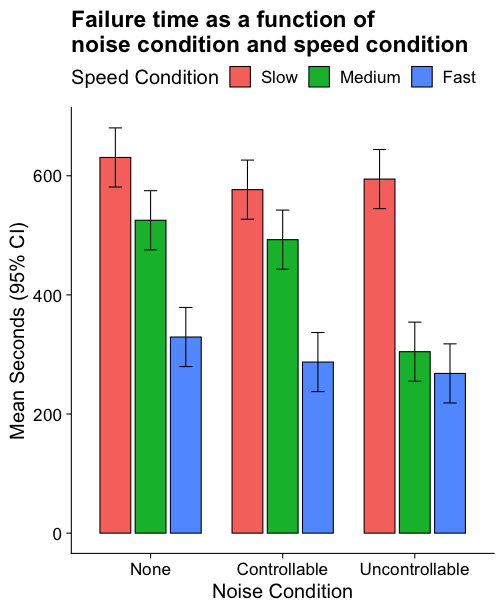 Failure time as a function of
noise condition and speed condition
Speed Condition Slow Medium Fast
Mean Seconds (95% CI)
600
400
200
0
None Controllable Uncontrollable
Noise Condition